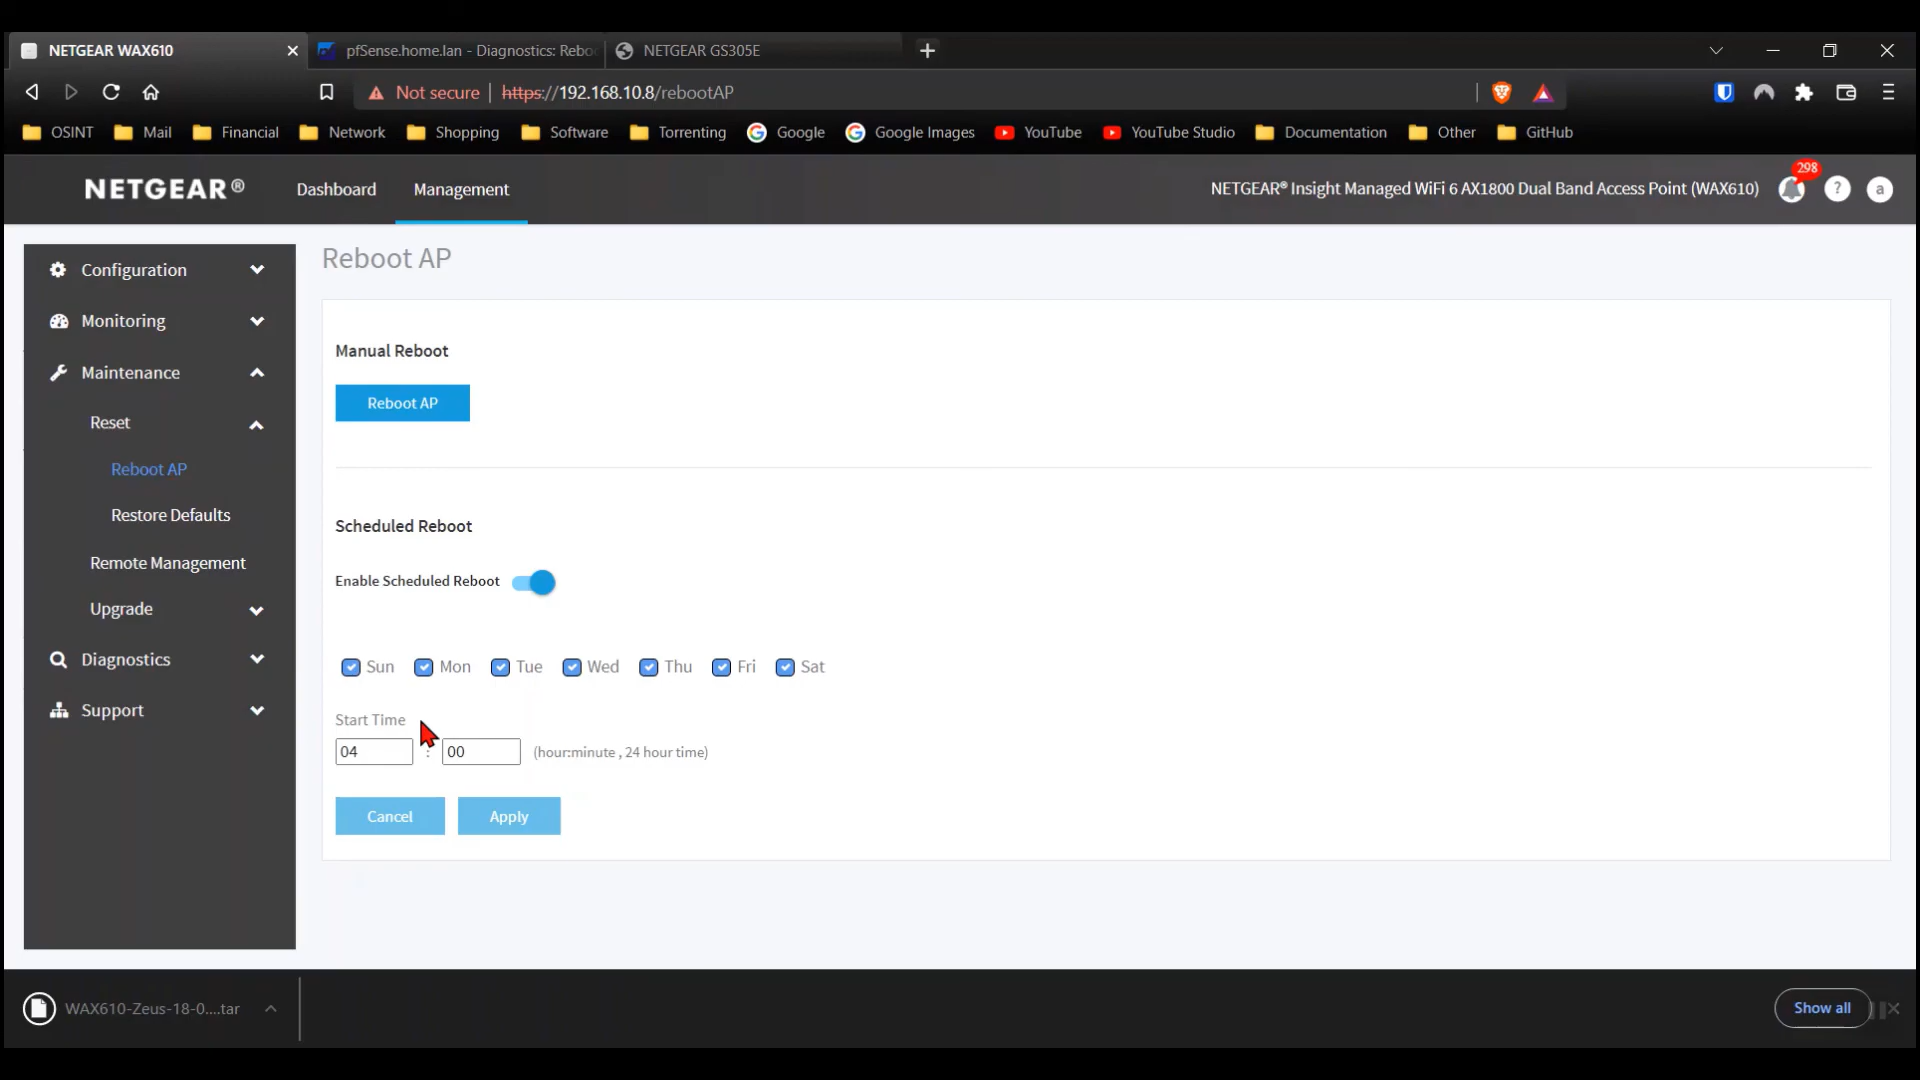 NETGEAR WAX610
pfSense.home.lan - Diagnostics: Rebo
NETGEAR GS305E
Not secure
https://192.168.10.8/rebootAP
OSINT
Mail
Financial
Network
Shopping
Software
Torrenting
Google
Google Images
YouTube
YouTube Studio
Documentation
Other
GitHub
NETGEAR®
Dashboard
Management
NETGEAR® Insight Managed WiFi 6 AX1800 Dual Band Access Point (WAX610)
298
?
a
Configuration
Monitoring
Maintenance
Reset
Reboot AP
Restore Defaults
Remote Management
Upgrade
Diagnostics
Support
Reboot AP
Manual Reboot
Reboot AP
Scheduled Reboot
Enable Scheduled Reboot
Sun Mon Tue Wed Thu Fri Sat
Start Time
04 : 00 (hour:minute , 24 hour time)
Cancel
Apply
WAX610-Zeus-18-0....tar
Show all